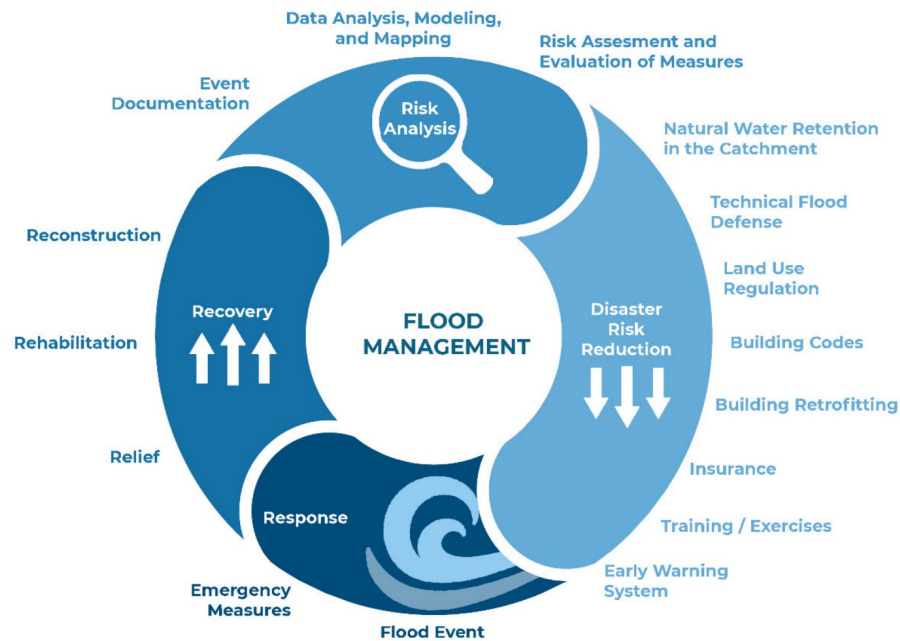 Data Analysis, Modeling,
and Mapping
Risk Assesment and
Evaluation of Measures
Event
Documentation
Risk
Analysis
Natural Water Retention
in the Catchment
Technical Flood
Defense
Reconstruction
Land Use
Regulation
Recovery
FLOOD
MANAGEMENT
Disaster
Risk
Reduction
Rehabilitation
Building Codes
Building Retrofitting
Relief
Insurance
Response
Training / Exercises
Early Warning
System
Emergency
Measures
Flood Event